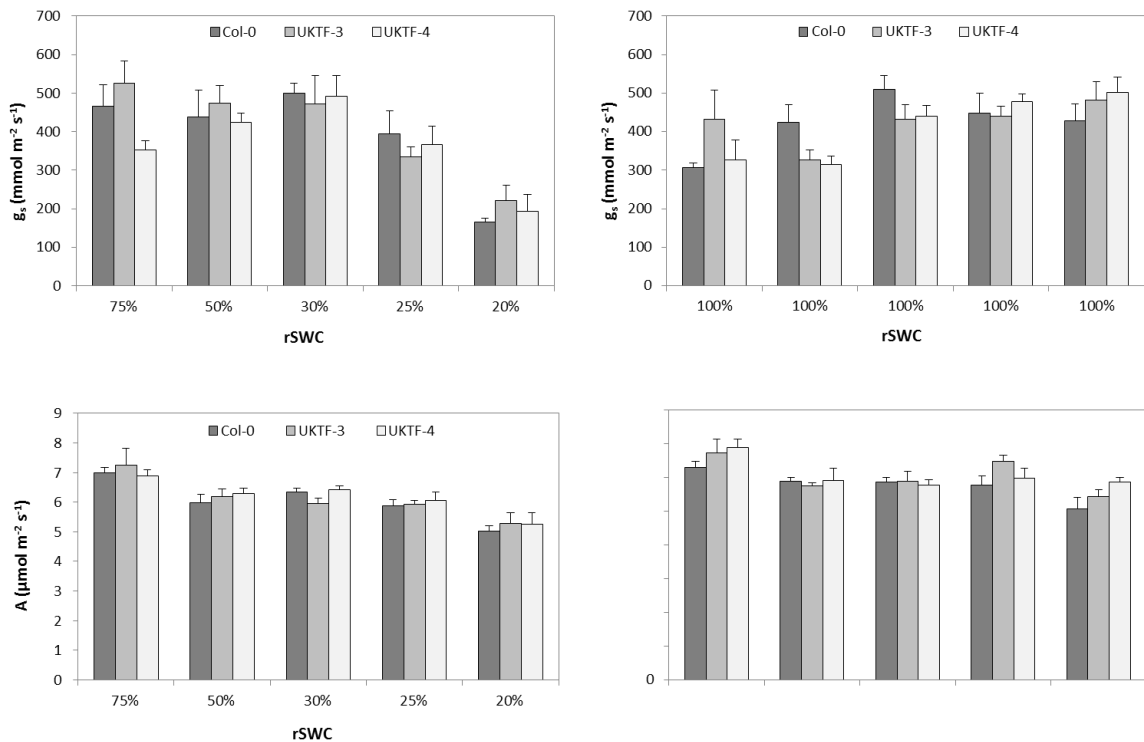 700
600
500
400
300
200
100
0
gs (mmol m-2 s-1)
Col-0 UKTF-3 UKTF-4
75% 50% 30% 25% 20%
rSWC
700
600
500
400
300
200
100
0
gs (mmol m-2 s-1)
Col-0 UKTF-3 UKTF-4
100% 100% 100% 100% 100%
rSWC
9
8
7
6
5
4
3
2
1
0
A (µmol m-2 s-1)
Col-0 UKTF-3 UKTF-4
75% 50% 30% 25% 20%
rSWC
0